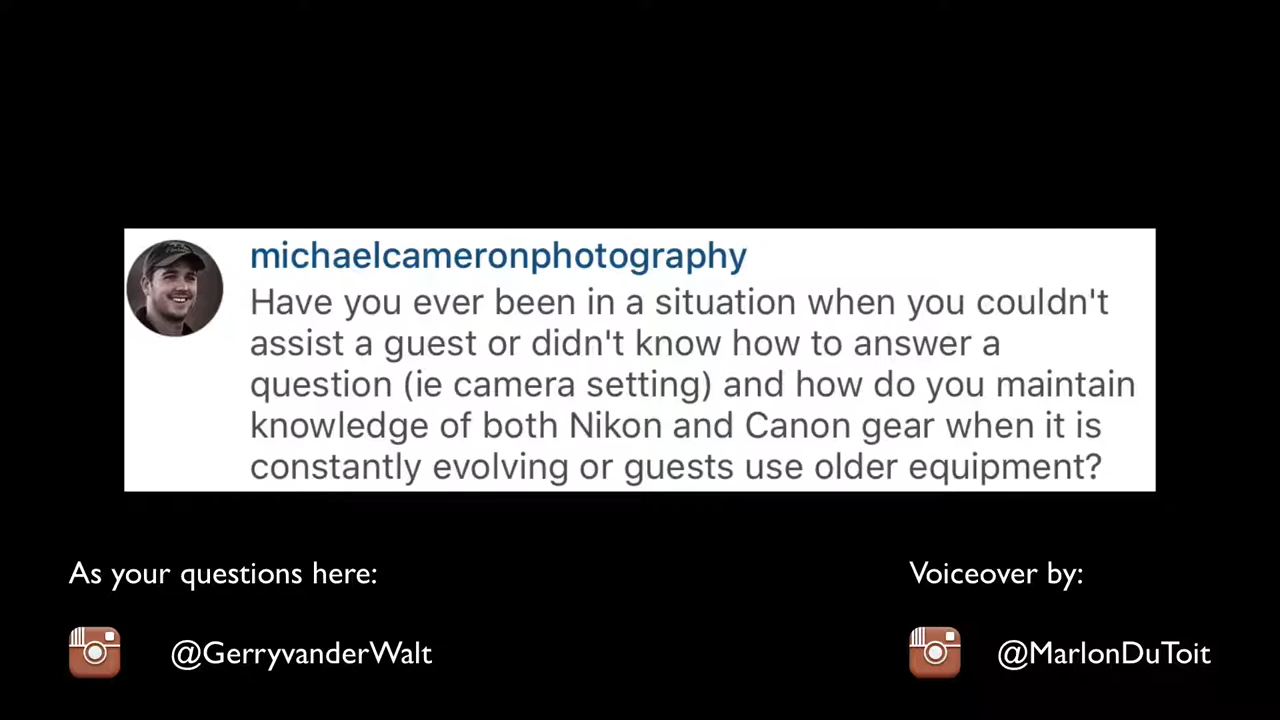 michaelcameronphotography
Have you ever been in a situation when you couldn't
assist a guest or didn't know how to answer a
question (ie camera setting) and how do you maintain
knowledge of both Nikon and Canon gear when it is
constantly evolving or guests use older equipment?
As your questions here:
@GerryvanderWalt
Voiceover by:
@MarlonDuToit